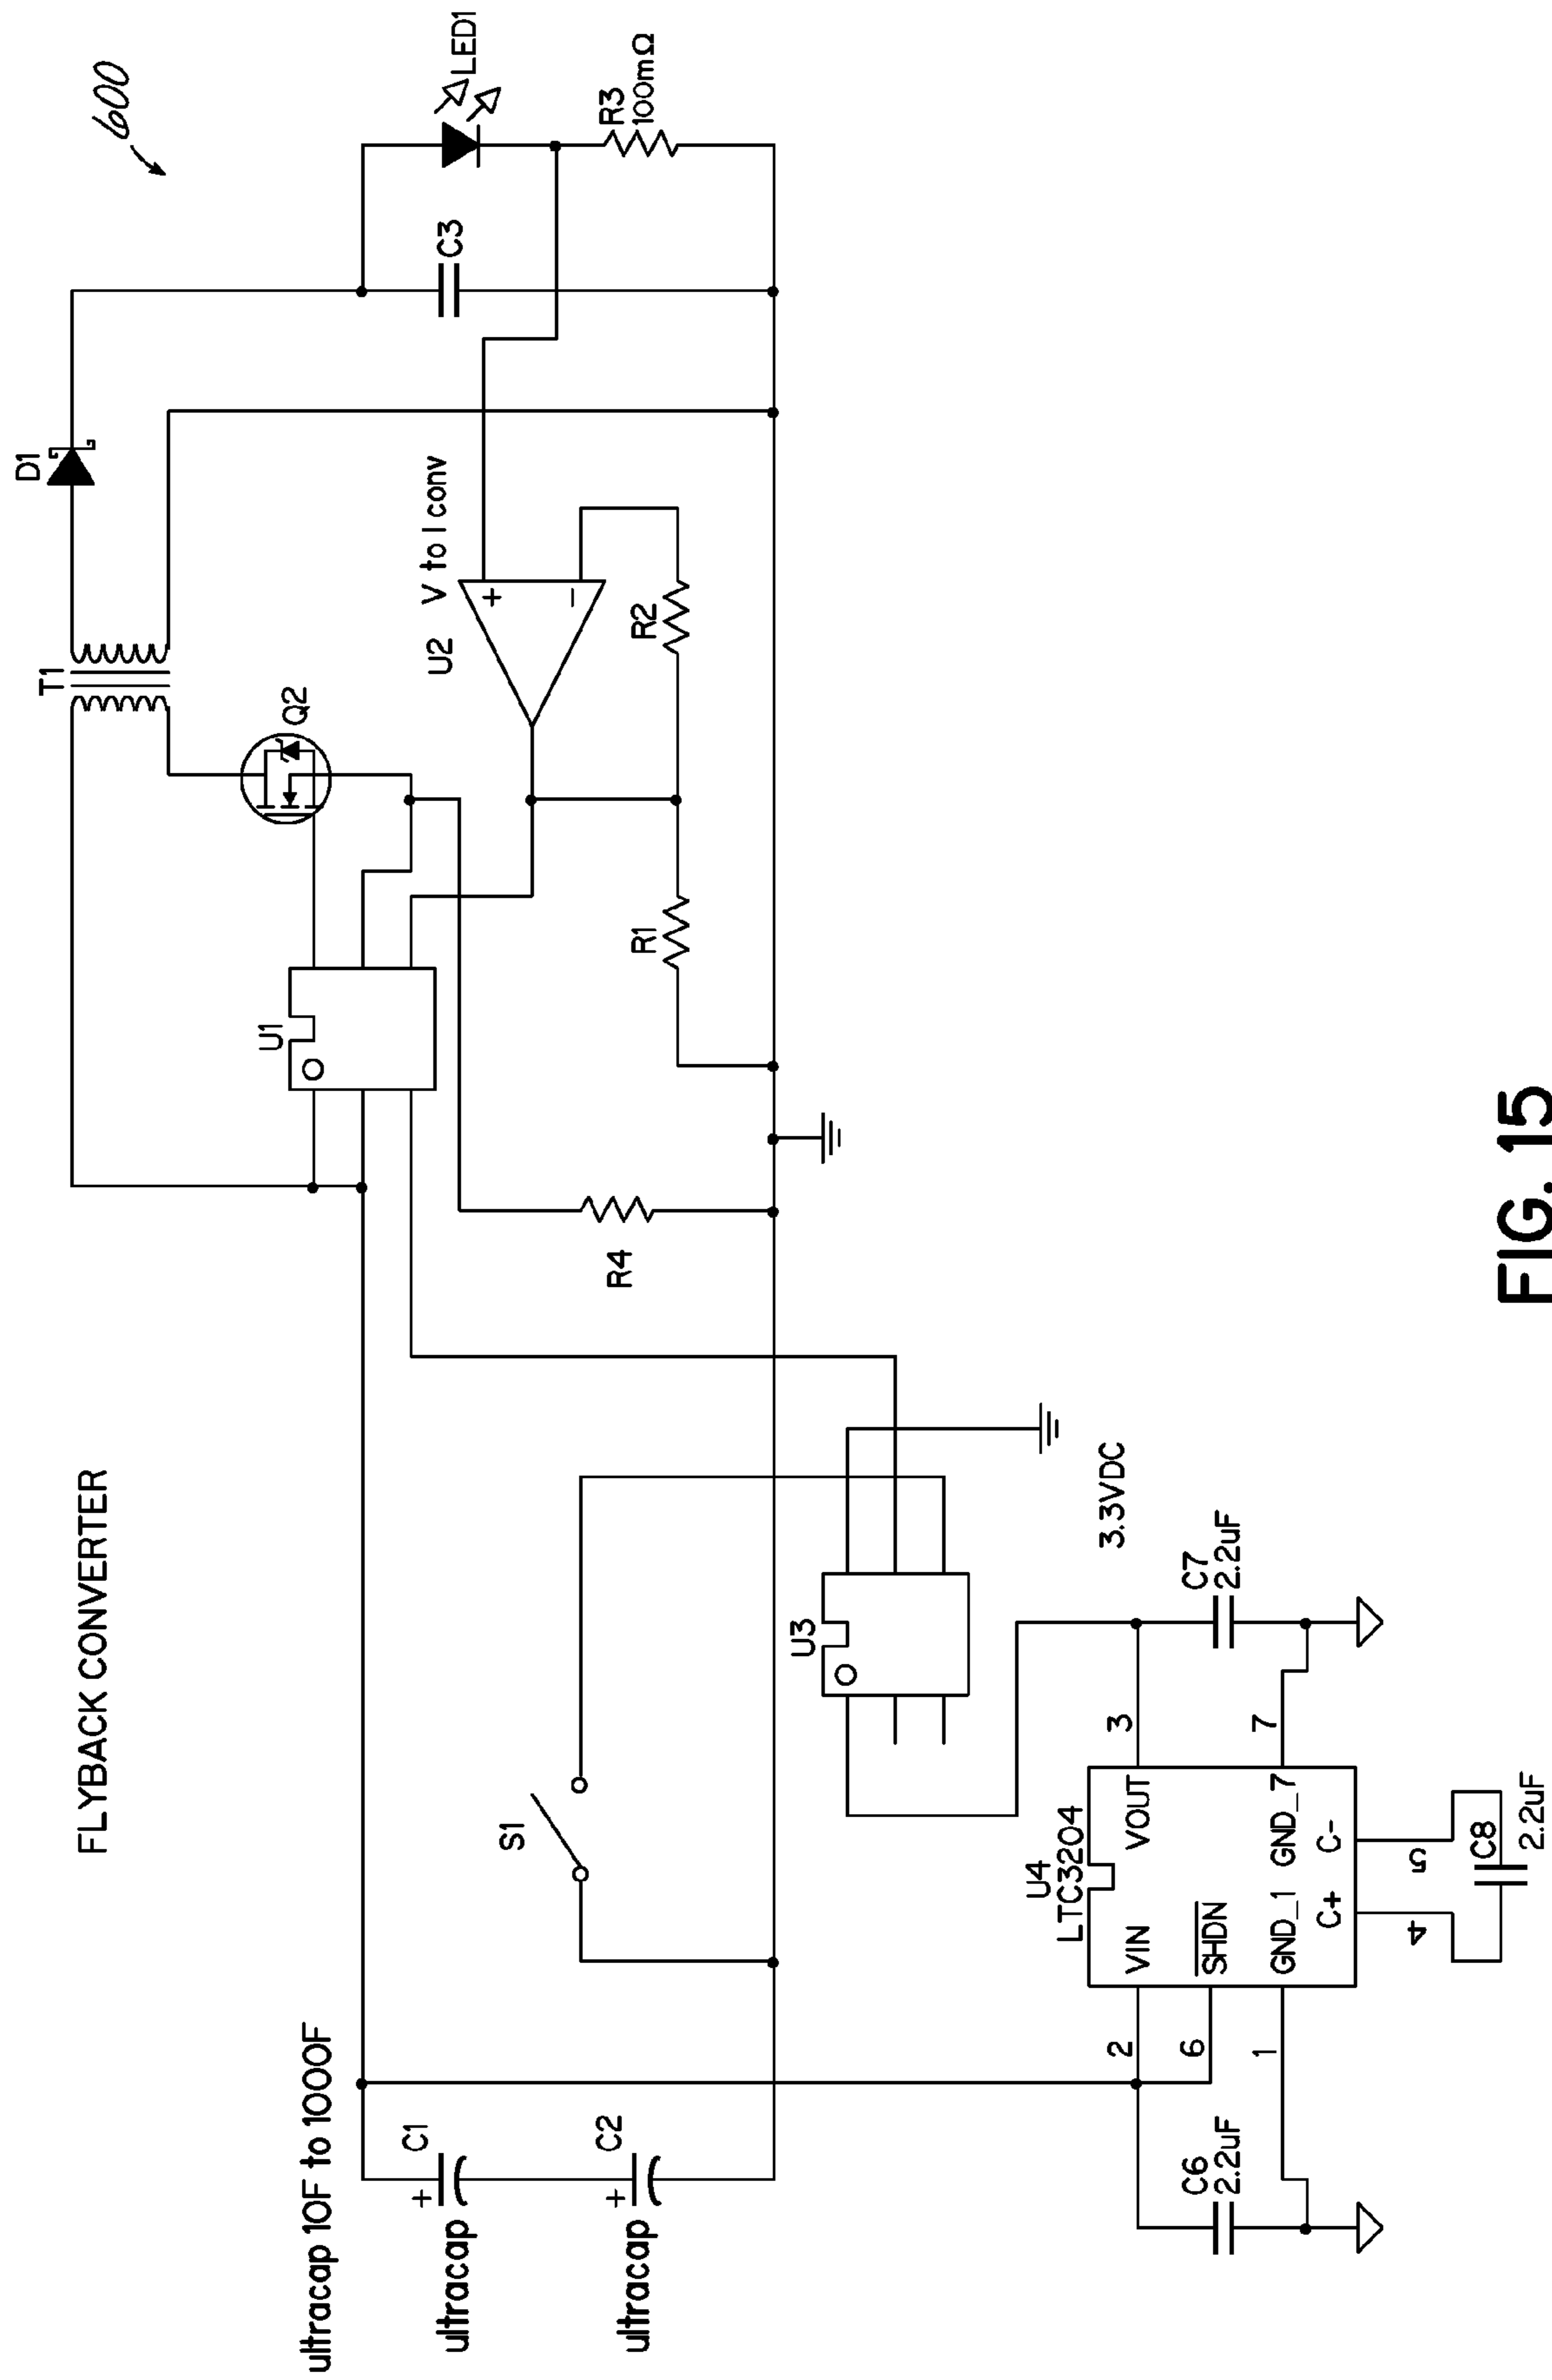 600
FLYBACK CONVERTER
ultracap 10F to 1000F
T1
D1
Q2
U1
LED1
C3
V to I conv
U2
+
−
R3
100mΩ
R2
R1
R4
C1
+
ultracap
C2
+
ultracap
S1
U3
3.3VDC
U4
LTC3204
VIN
VOUT
SHDN
GND_1
GND_7
C+
C-
2
6
1
3
7
4
5
C6
2.2uF
C7
2.2uF
C8
2.2uF
FIG. 15